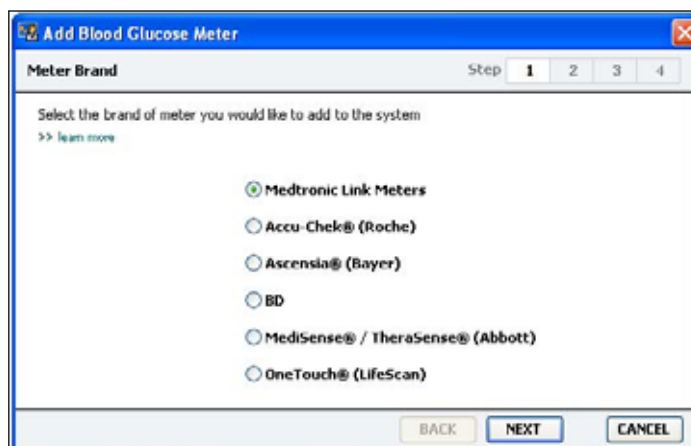 Add Blood Glucose Meter
Meter Brand Step 1 2 3 4
Select the brand of meter you would like to add to the system
>> learn more
Medtronic Link Meters
Accu-Chek® (Roche)
Ascensia® (Bayer)
BD
MediSense® / TheraSense® (Abbott)
OneTouch® (LifeScan)
BACK NEXT CANCEL